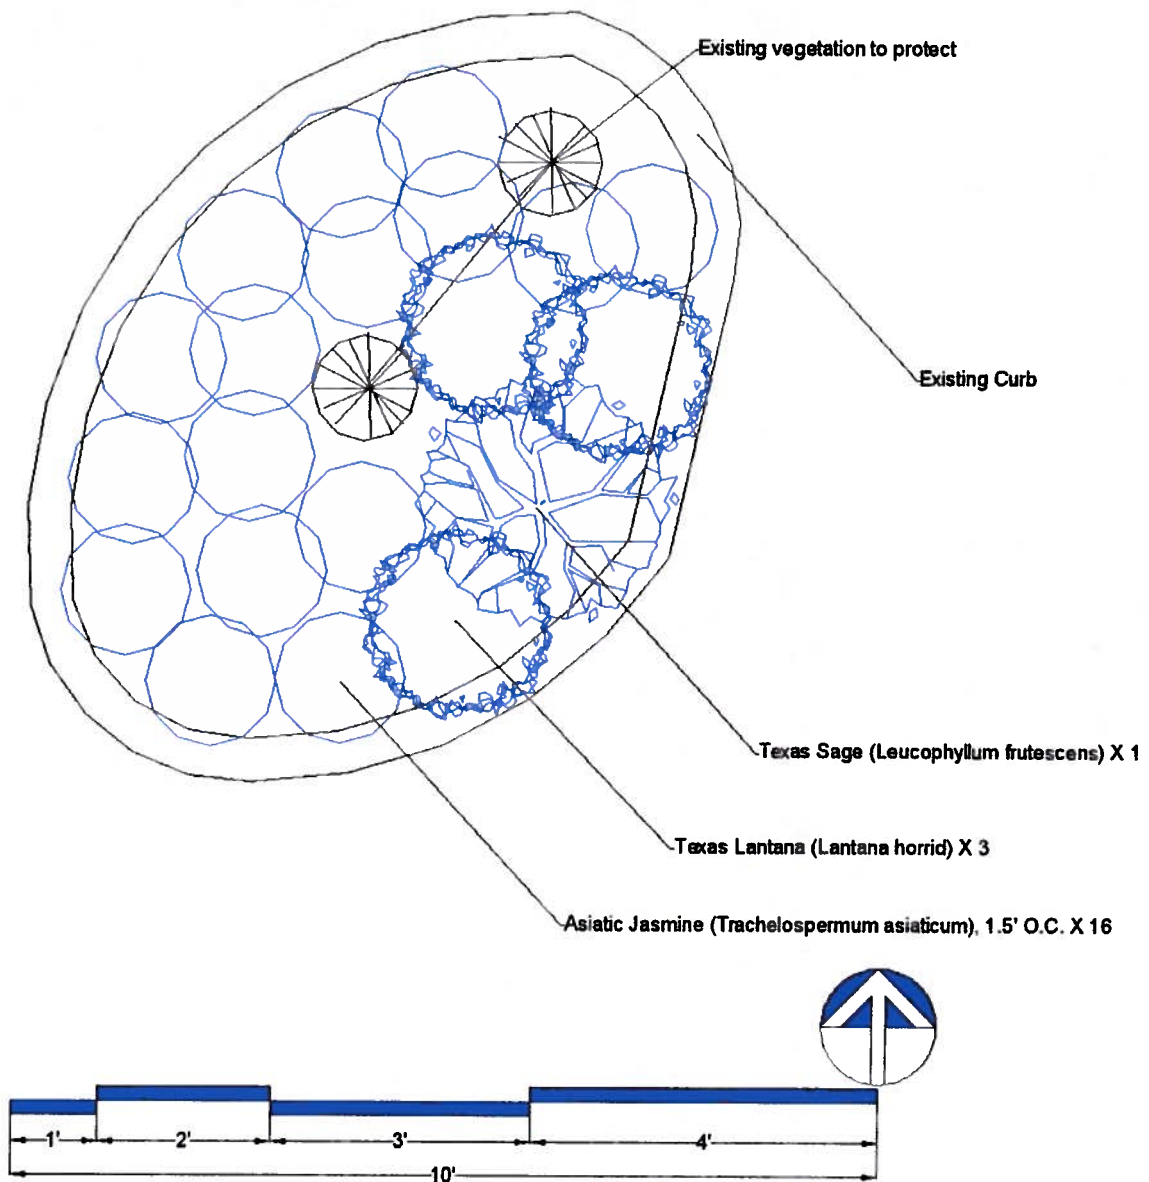 Existing vegetation to protect
Existing Curb
Texas Sage (Leucophyllum frutescens) X 1
Texas Lantana (Lantana horrid) X 3
Asiatic Jasmine (Trachelospermum asiaticum), 1.5' O.C. X 16
1' 2' 3' 4'
10'